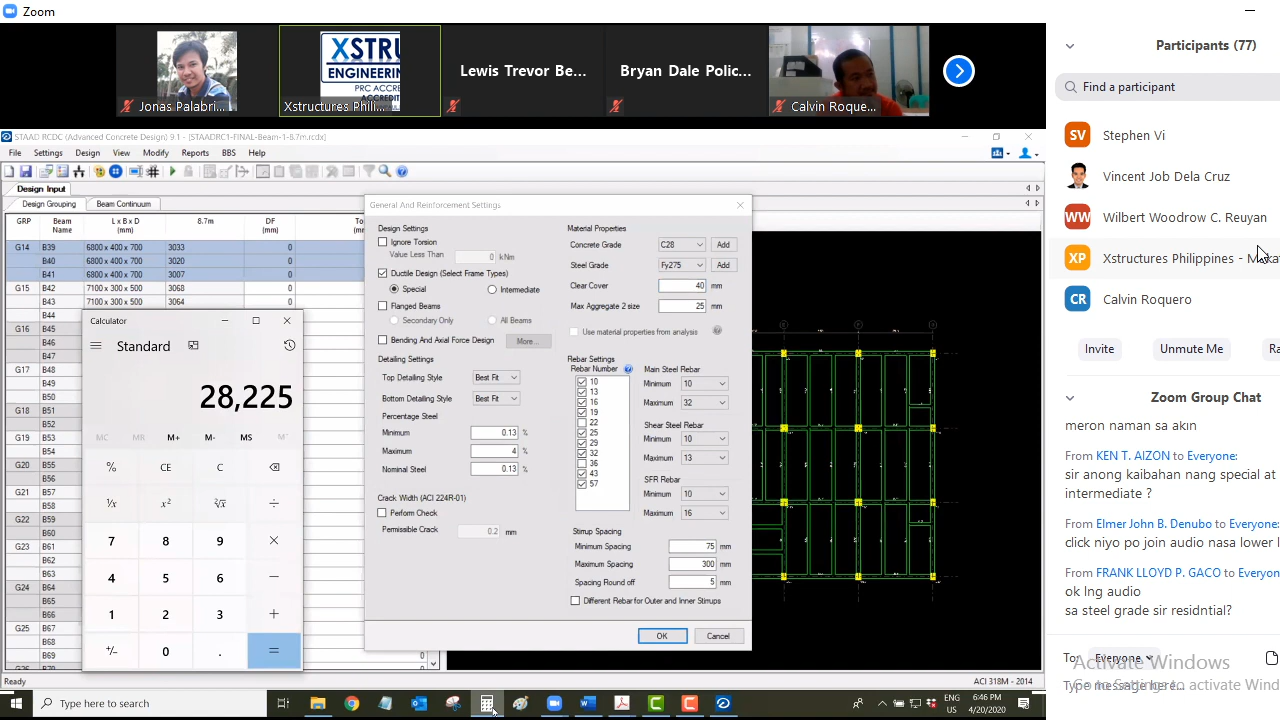 Zoom
XSTRU
ENGINEERIN
PRC ACCRE
ACCREDIT
Jonas Palabri...
Xstructures Phili...
Lewis Trevor Be...
Bryan Dale Polic...
Calvin Roque...
STAAD RCDC (Advanced Concrete Design) 9.1 - [STAADRC1-FINAL-Beam-1-8.7m.rcdx]
File Settings Design View Modify Reports BBS Help
Design Input
Design Grouping Beam Continuum
GRP Beam Name L x B x D (mm) 8.7m DF (mm)
G14 B39 6800 x 400 x 700 3033 0
B40 6800 x 400 x 700 3020 0
B41 6800 x 400 x 700 3007 0
G15 B42 7100 x 300 x 500 3068 0
B43 7100 x 300 x 500 3064 0
B44
G16 B45
B46
G17 B48
B50
G18 B51
B52
G19 B53
B54
G20 B55
B56
G21 B57
B58
G22 B59
B60
G23 B61
B62
B63
G24 B64
B65
B66
G25 B67
B68
B69 0
Calculator
Standard
28,225
MC MR M+ M- MS
% CE C
¹/x x² ²√x ÷
7 8 9 ×
4 5 6 −
1 2 3 +
+/- 0 . =
General And Reinforcement Settings
Design Settings
Ignore Torsion
Value Less Than 0 kNm
Ductile Design (Select Frame Types)
Special Intermediate
Flanged Beams
Secondary Only All Beams
Bending And Axial Force Design More...
Detailing Settings
Top Detailing Style Best Fit
Bottom Detailing Style Best Fit
Percentage Steel
Minimum 0.13 %
Maximum 4 %
Nominal Steel 0.13 %
Crack Width (ACI 224R-01)
Perform Check
Permissible Crack 0.2 mm
Material Properties
Concrete Grade C28 Add
Steel Grade Fy275 Add
Clear Cover 40 mm
Max Aggregate 2 size 25 mm
Use material properties from analysis
Rebar Settings
Rebar Number
10
13
16
19
22
25
29
32
36
43
57
Main Steel Rebar
Minimum 10
Maximum 32
Shear Steel Rebar
Minimum 10
Maximum 13
SFR Rebar
Minimum 10
Maximum 16
Stirrup Spacing
Minimum Spacing 75 mm
Maximum Spacing 300 mm
Spacing Round off 5 mm
Different Rebar for Outer and Inner Stirrups
OK Cancel
Ready
ACI 318M - 2014
Type here to search
ENG
US
6:46 PM
4/20/2020
Participants (77)
Find a participant
SV Stephen Vi
Vincent Job Dela Cruz
WW Wilbert Woodrow C. Reuyan
XP Xstructures Philippines -
CR Calvin Roquero
Invite Unmute Me Ra
Zoom Group Chat
meron naman sa akin
From KEN T. AIZON to Everyone:
sir anong kaibahan nang special at
intermediate ?
From Elmer John B. Denubo to Everyone:
click niyo po join audio nasa lower l
From FRANK LLOYD P. GACO to Everyon
ok lng audio
sa steel grade sir residntial?
To: Everyone
Type message here...
Activate Windows
Go to Settings to activate Wind